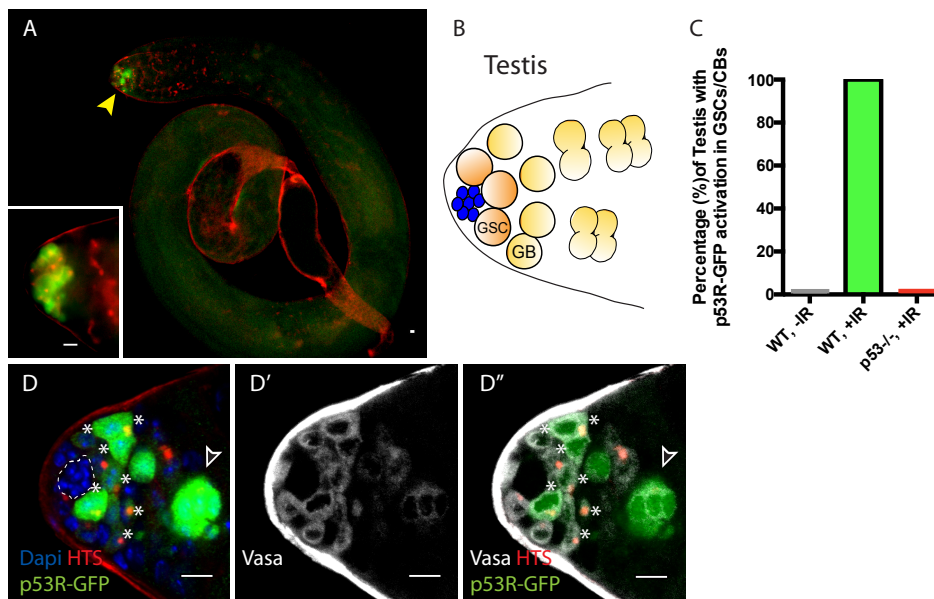 A
B
Testis
GSC
GB
C
Percentage (%)of Testis with
p53R-GFP activation in GSCs/CBs
100
80
60
40
20
0
WT, -IR
WT, +IR
p53-/-, +IR
D
* * * * * *
Dapi HTS
p53R-GFP
D'
Vasa
D"
* * * * * *
Vasa HTS
p53R-GFP